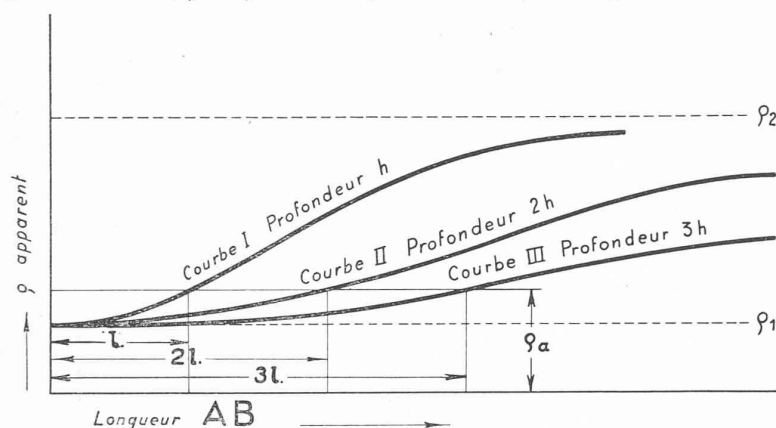 ρ2
Courbe I Profondeur h
Courbe II Profondeur 2h
Courbe III Profondeur 3h
ρ apparent
ρ1
l.
2l.
3l.
ρa
Longueur AB